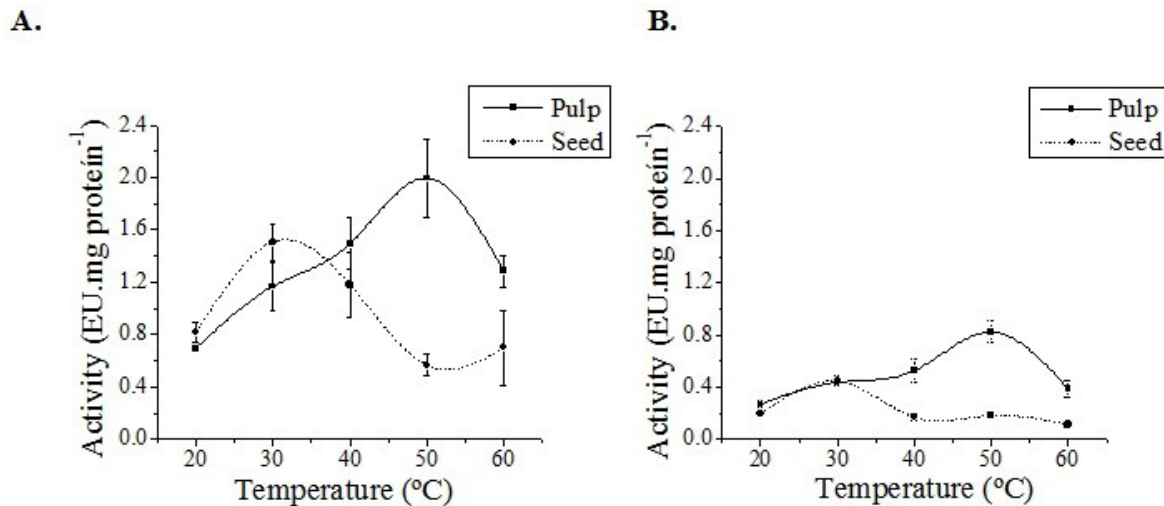 A.
Pulp
Seed
2.4
2.0
1.6
1.2
0.8
0.4
0.0
Activity (EU.mg proteín-1)
20 30 40 50 60
Temperature (ºC)
B.
Pulp
Seed
2.4
2.0
1.6
1.2
0.8
0.4
0.0
Activity (EU.mg proteín-1)
20 30 40 50 60
Temperature (ºC)